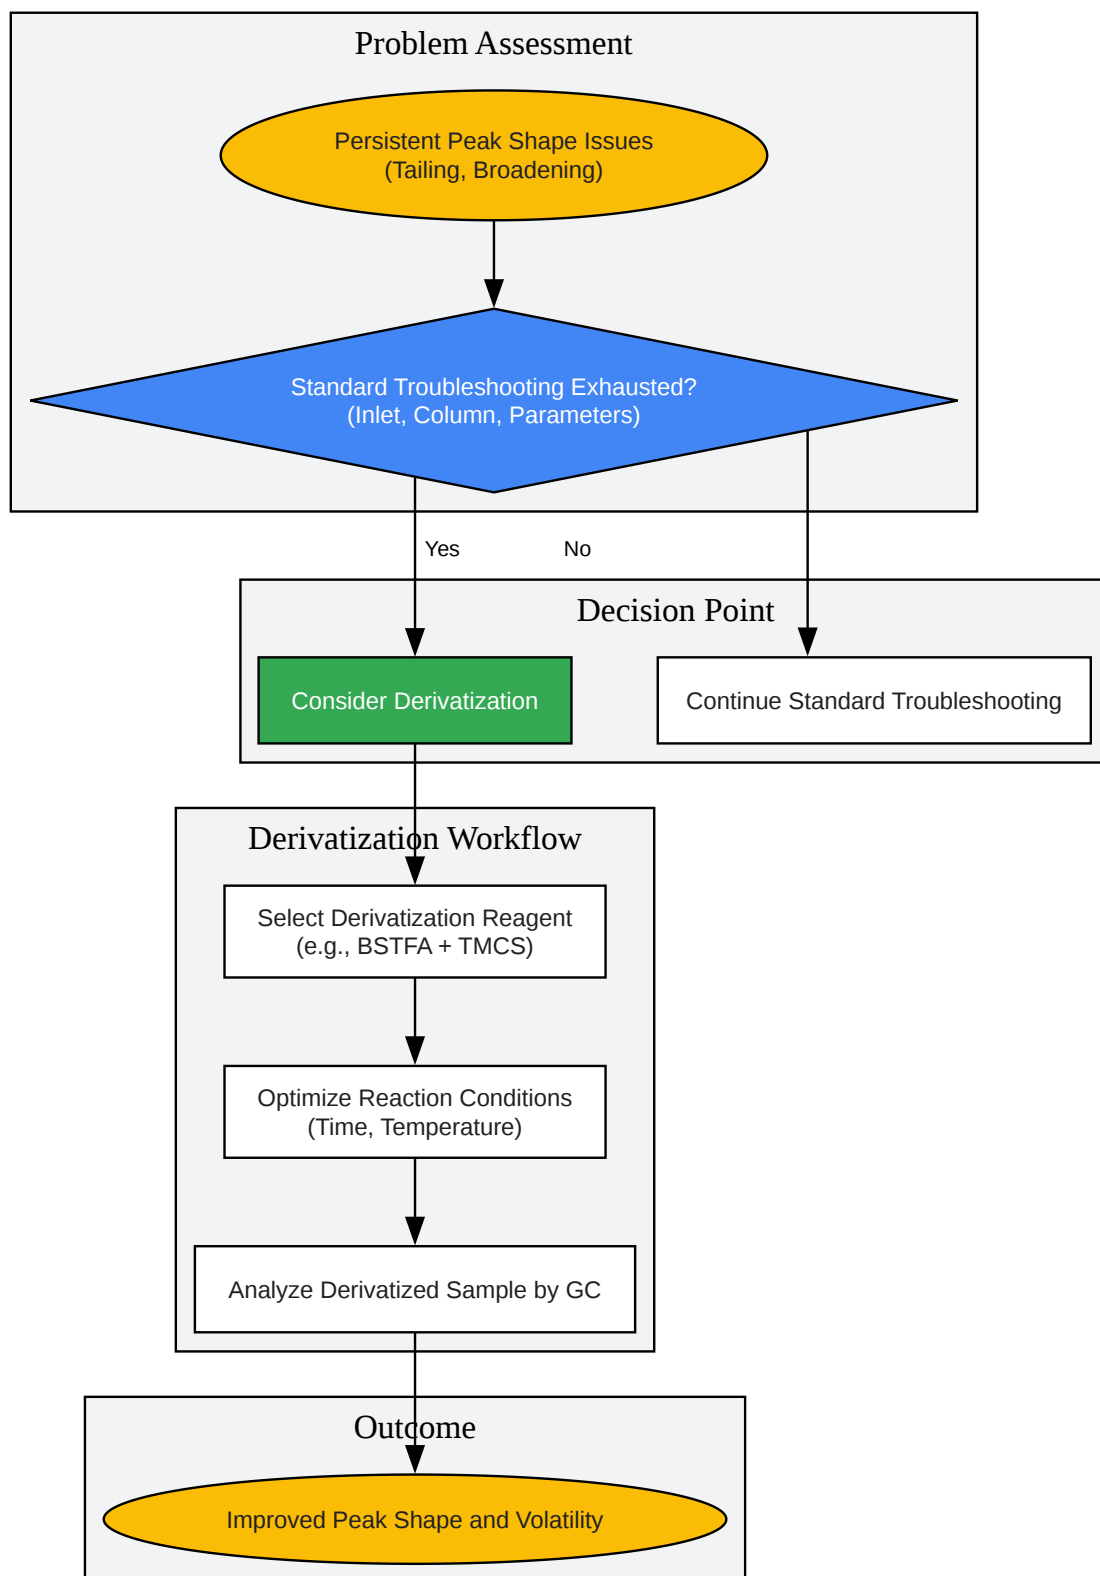 Problem Assessment
Persistent Peak Shape Issues
(Tailing, Broadening)
Standard Troubleshooting Exhausted?
(Inlet, Column, Parameters)
Yes
No
Decision Point
Consider Derivatization
Continue Standard Troubleshooting
Derivatization Workflow
Select Derivatization Reagent
(e.g., BSTFA + TMCS)
Optimize Reaction Conditions
(Time, Temperature)
Analyze Derivatized Sample by GC
Outcome
Improved Peak Shape and Volatility